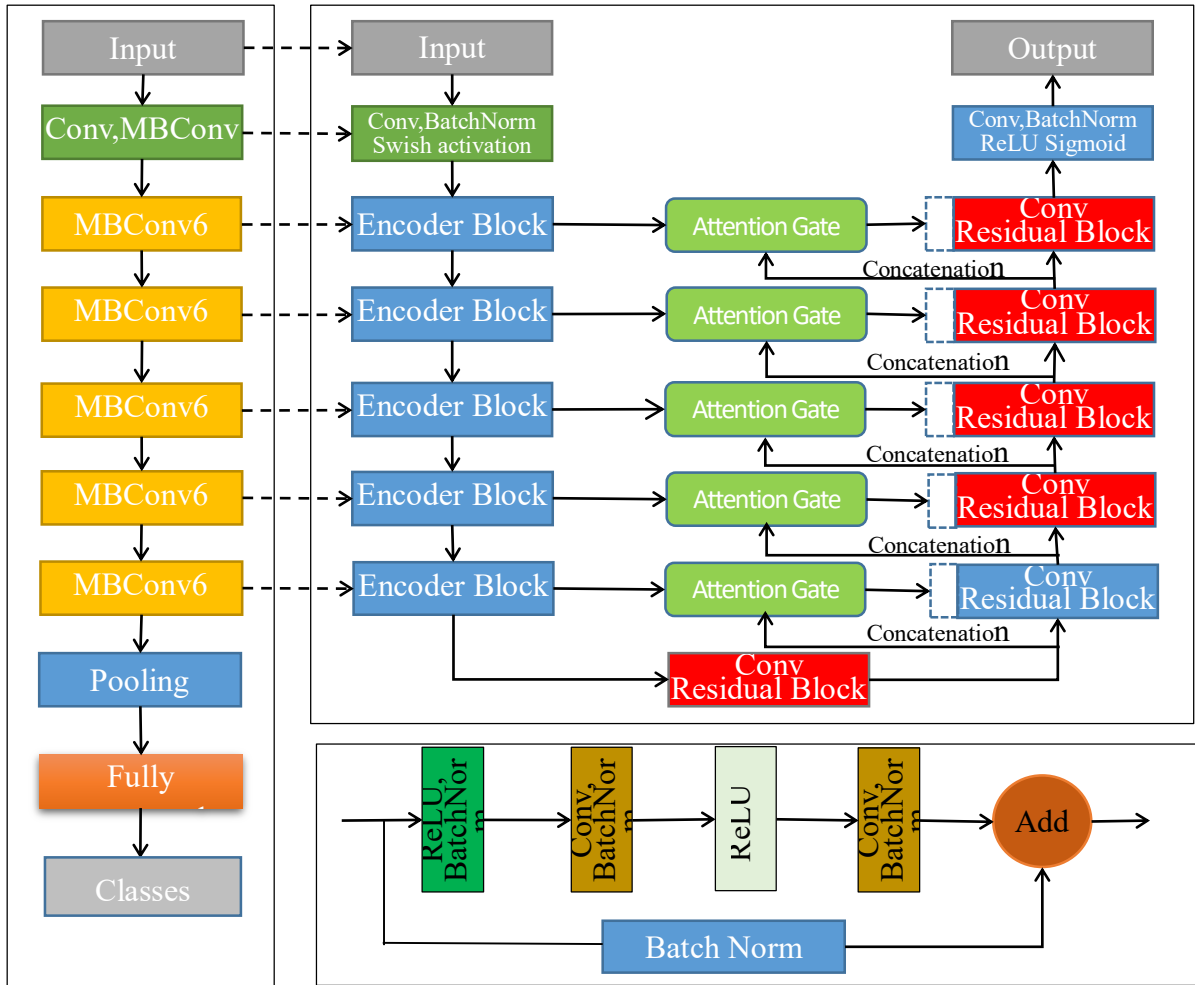 Input
Conv,MBConv
MBConv6
MBConv6
MBConv6
MBConv6
MBConv6
Pooling
Fully
Classes
Input
Conv,BatchNorm
Swish activation
Encoder Block
Encoder Block
Encoder Block
Encoder Block
Encoder Block
Attention Gate
Attention Gate
Attention Gate
Attention Gate
Attention Gate
Concatenation
Concatenation
Concatenation
Concatenation
Concatenation
Output
Conv,BatchNorm
ReLU Sigmoid
Conv
Residual Block
Conv
Residual Block
Conv
Residual Block
Conv
Residual Block
Conv
Residual Block
Conv
Residual Block
ReLU,
BatchNor
m
Conv,
BatchNor
m
ReLU
Conv,
BatchNor
m
Add
Batch Norm